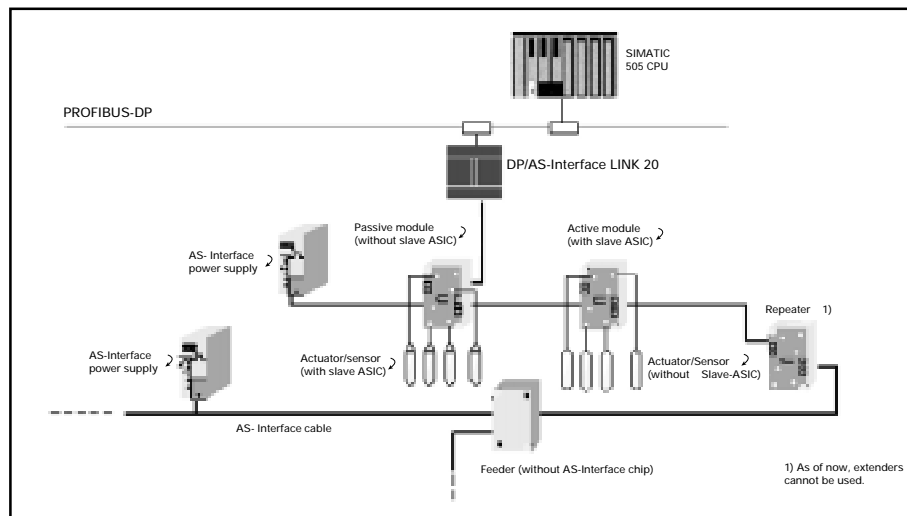 SIMATIC
505 CPU
PROFIBUS-DP
DP/AS-Interface LINK 20
Passive module
(without slave ASIC)
Active module
(with slave ASIC)
AS- Interface
power supply
Repeater 1)
AS-Interface
power supply
Actuator/sensor
(with slave ASIC)
Actuator/Sensor
(without Slave-ASIC)
AS- Interface cable
Feeder (without AS-Interface chip)
1) As of now, extenders
cannot be used.